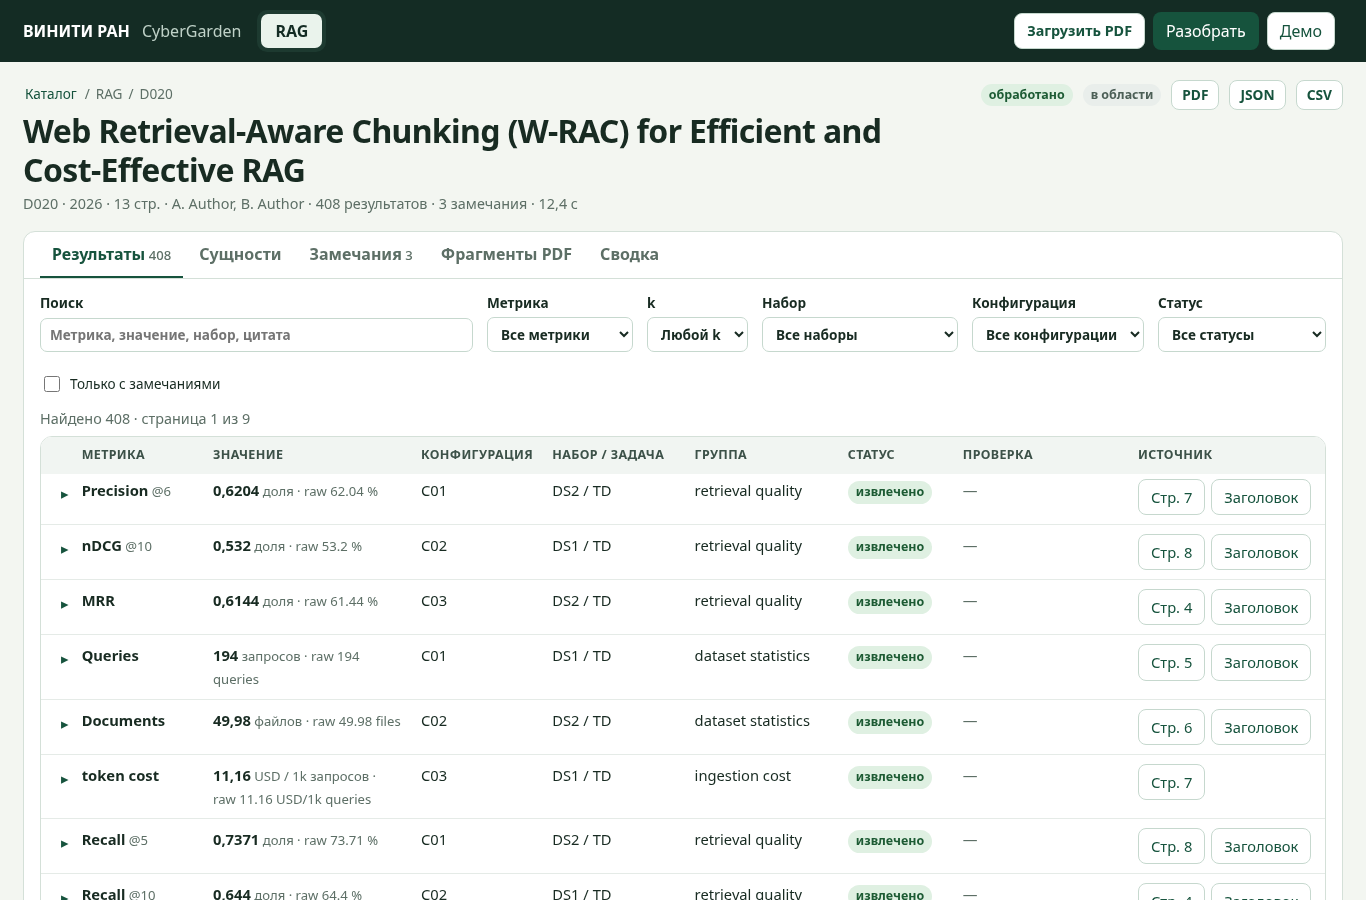 ВИНИТИ РАН CyberGarden RAG Загрузить PDF Разобрать Демо
Каталог / RAG / D020 обработано в области PDF JSON CSV
Web Retrieval-Aware Chunking (W-RAC) for Efficient and
Cost-Effective RAG
D020 · 2026 · 13 стр. · A. Author, B. Author · 408 результатов · 3 замечания · 12,4 с
Результаты 408 Сущности Замечания 3 Фрагменты PDF Сводка
Поиск Метрика k Набор Конфигурация Статус
Метрика, значение, набор, цитата Все метрики Любой k Все наборы Все конфигурации Все статусы
Только с замечаниями
Найдено 408 · страница 1 из 9
МЕТРИКА ЗНАЧЕНИЕ КОНФИГУРАЦИЯ НАБОР / ЗАДАЧА ГРУППА СТАТУС ПРОВЕРКА ИСТОЧНИК
▸ Precision @6 0,6204 доля · raw 62.04 % C01 DS2 / TD retrieval quality извлечено — Стр. 7 Заголовок
▸ nDCG @10 0,532 доля · raw 53.2 % C02 DS1 / TD retrieval quality извлечено — Стр. 8 Заголовок
▸ MRR 0,6144 доля · raw 61.44 % C03 DS2 / TD retrieval quality извлечено — Стр. 4 Заголовок
▸ Queries 194 запросов · raw 194 C01 DS1 / TD dataset statistics извлечено — Стр. 5 Заголовок
queries
▸ Documents 49,98 файлов · raw 49.98 files C02 DS2 / TD dataset statistics извлечено — Стр. 6 Заголовок
▸ token cost 11,16 USD / 1k запросов · C03 DS1 / TD ingestion cost извлечено — Стр. 7
raw 11.16 USD/1k queries
▸ Recall @5 0,7371 доля · raw 73.71 % C01 DS2 / TD retrieval quality извлечено — Стр. 8 Заголовок
▸ Recall @10 0,644 доля · raw 64.4 % C02 DS1 / TD retrieval quality извлечено — Стр. 4 Заголовок